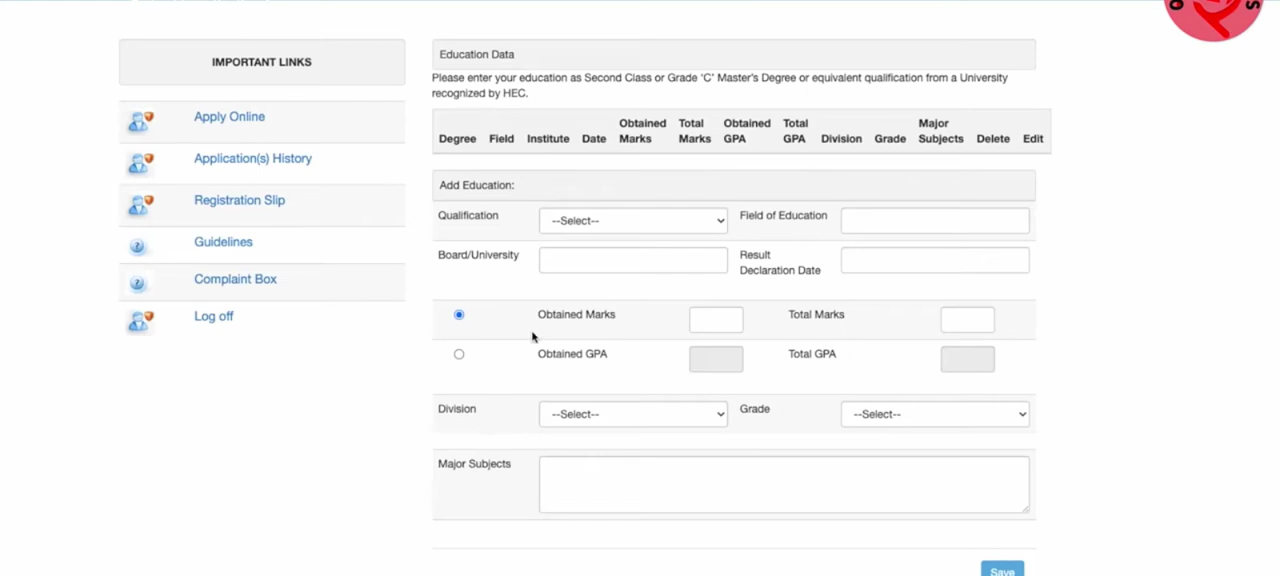 IMPORTANT LINKS
Apply Online
Application(s) History
Registration Slip
Guidelines
Complaint Box
Log off
Education Data
Please enter your education as Second Class or Grade 'C' Master's Degree or equivalent qualification from a University
recognized by HEC.
Degree Field Institute Date Obtained Marks Total Marks Obtained GPA Total GPA Division Grade Major Subjects Delete Edit
Add Education:
Qualification --Select-- Field of Education
Board/University Result Declaration Date
Obtained Marks Total Marks
Obtained GPA Total GPA
Division --Select-- Grade --Select--
Major Subjects
Save